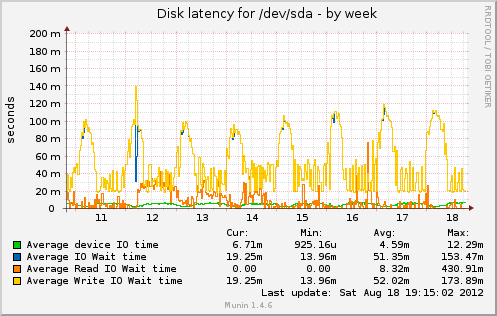 Disk latency for /dev/sda - by week
RRDTOOL / TOBI OETIKER
seconds
200 m
180 m
160 m
140 m
120 m
100 m
80 m
60 m
40 m
20 m
0
11 12 13 14 15 16 17 18
Cur: Min: Avg: Max:
Average device IO time 6.71m 925.16u 4.59m 12.29m
Average IO Wait time 19.25m 13.96m 51.35m 153.47m
Average Read IO Wait time 0.00 0.00 8.32m 430.91m
Average Write IO Wait time 19.25m 13.96m 52.02m 173.89m
Last update: Sat Aug 18 19:15:02 2012
Munin 1.4.6